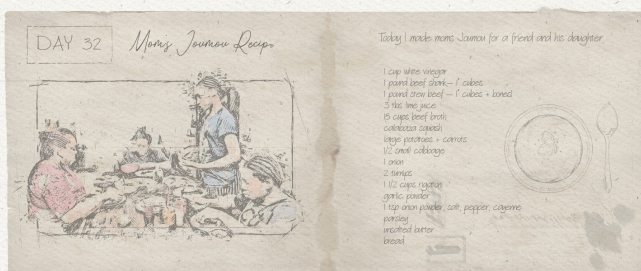 DAY 32
Moms Joumou Recipe
Today I made moms Joumou for a friend and his daughter.
1 cup white vinegar
1 pound beef shank – 1" cubes
1 pound stew beef – 1" cubes + boned
3 tbs lime juice
15 cups beef broth
calabaza squash
large potatoes + carrots
1/2 small cabbage
1 onion
2 turnips
1 1/2 cups rigatoni
garlic powder
1 tsp onion powder, salt, pepper, cayenne
parsley
unsalted butter
bread